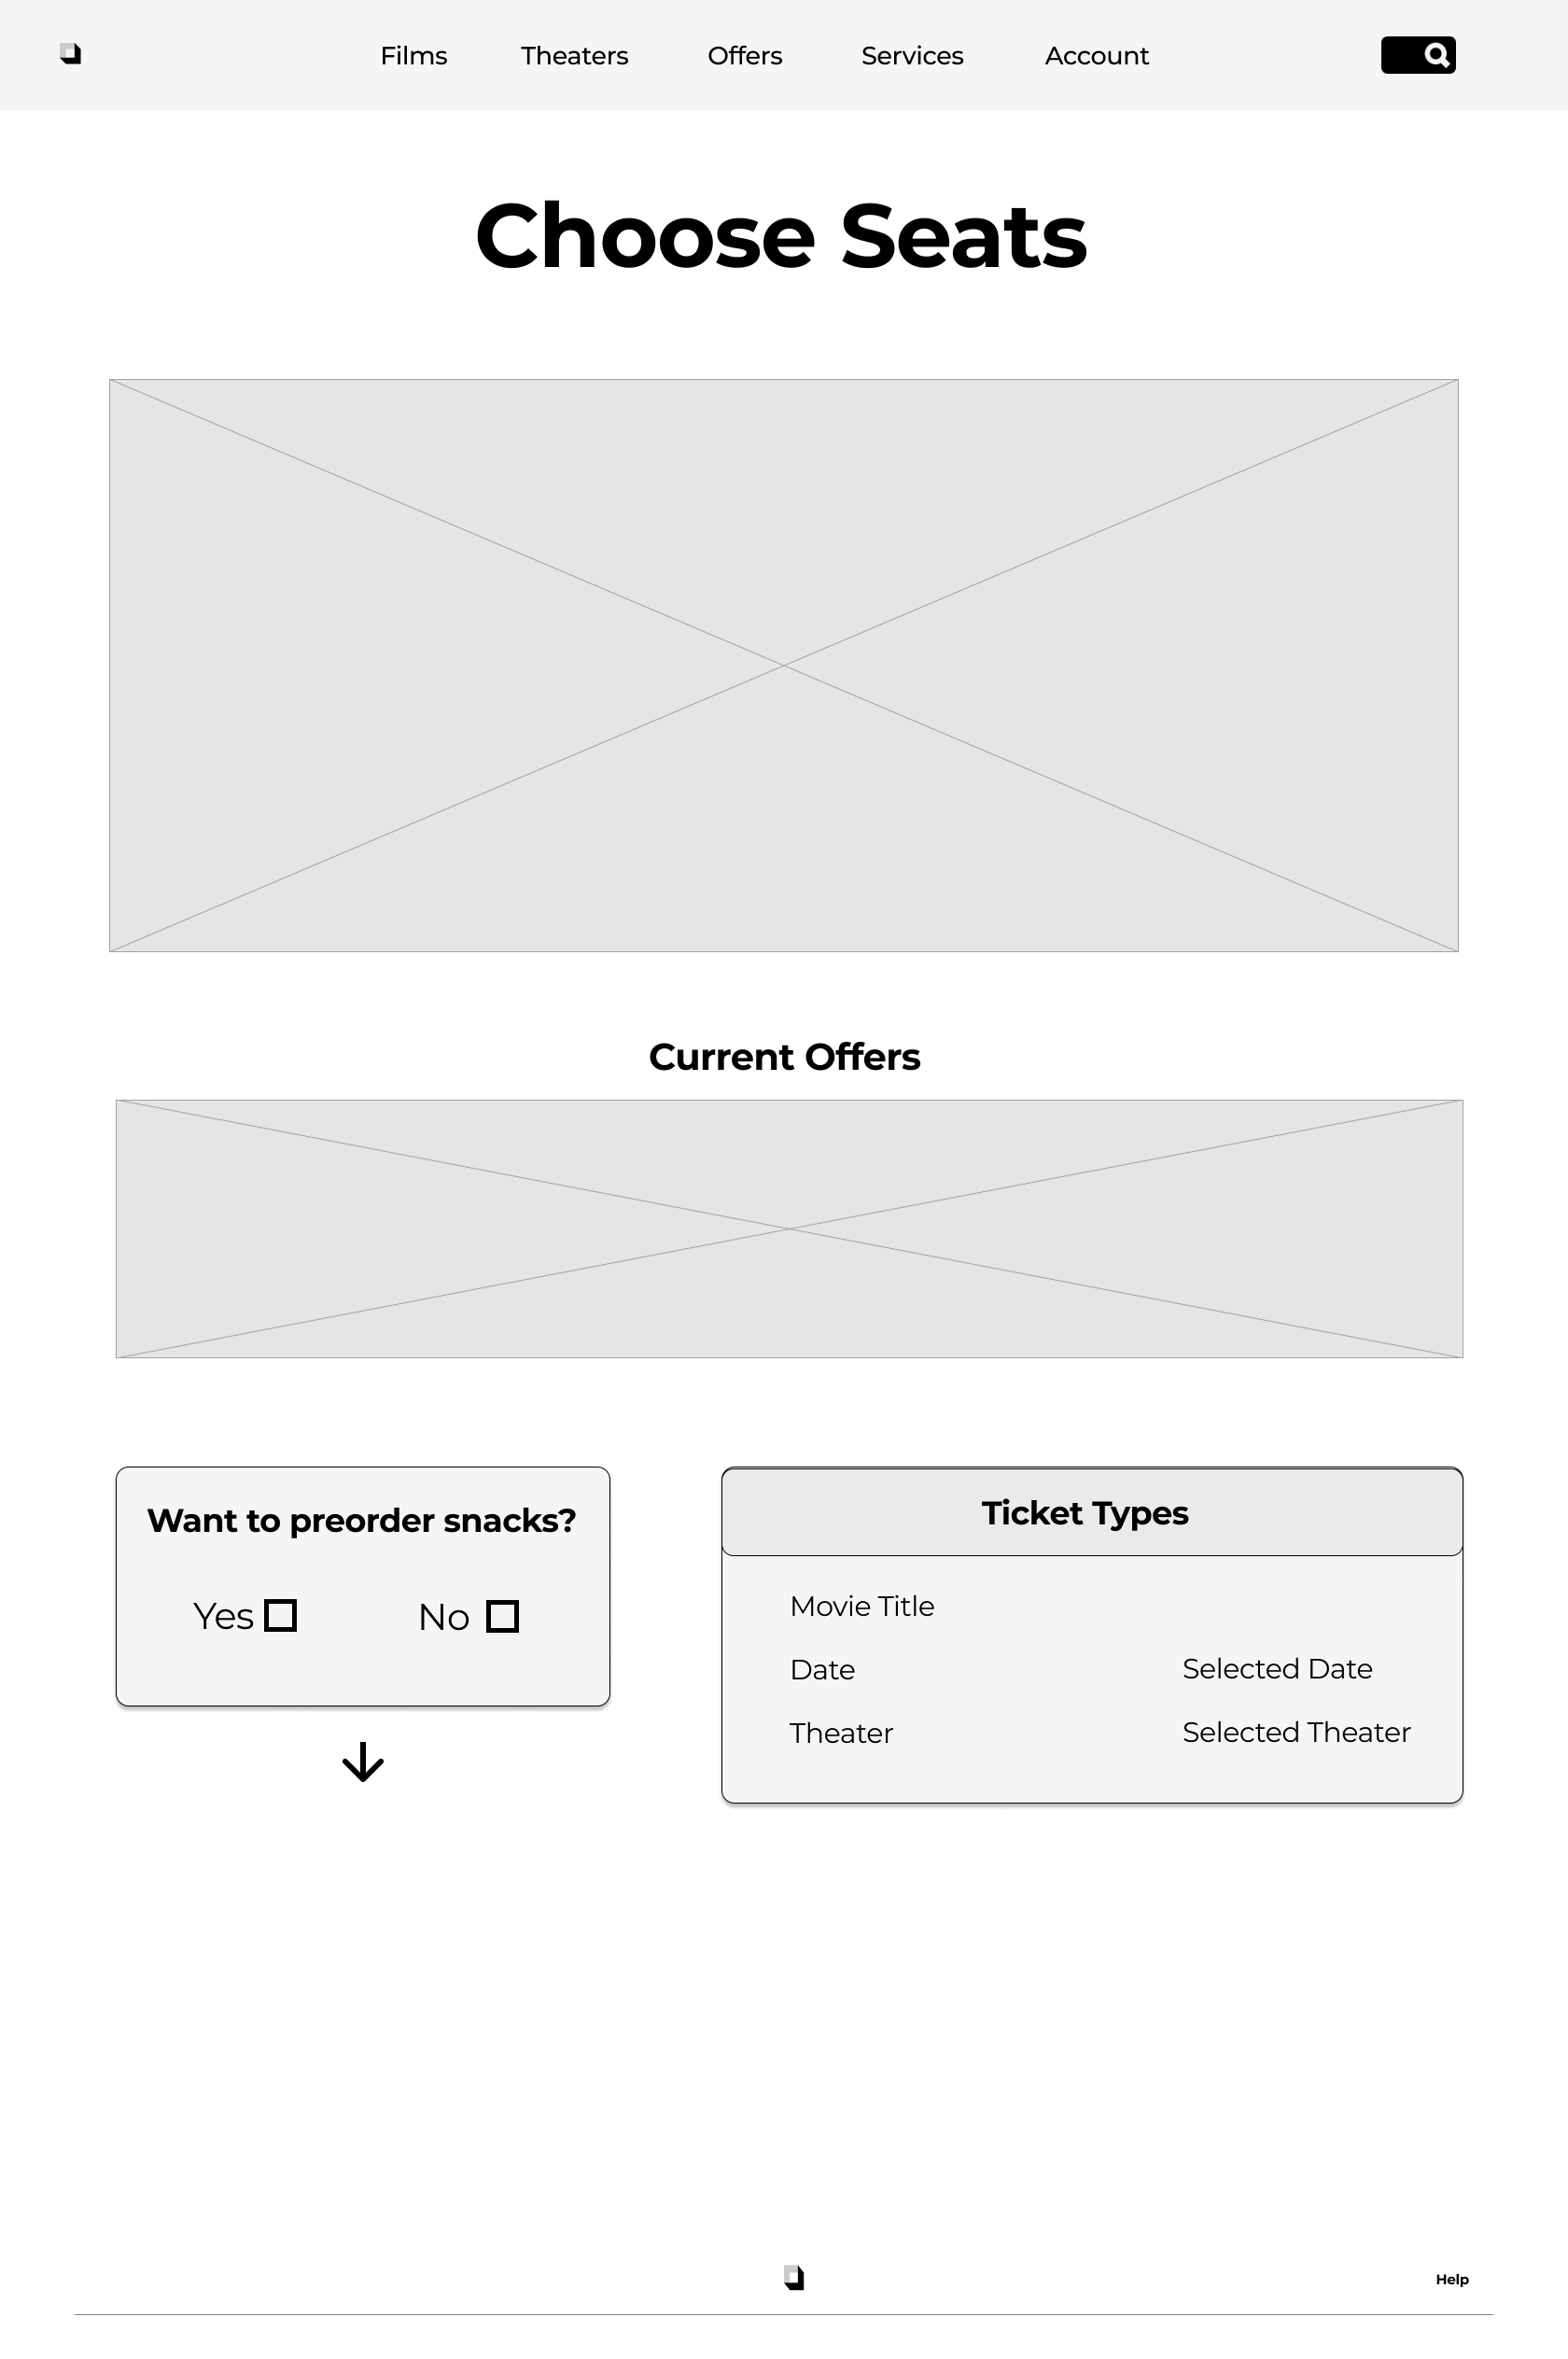 Films Theaters Offers Services Account
Choose Seats
Current Offers
Want to preorder snacks?
Yes No
Ticket Types
Movie Title
Date Selected Date
Theater Selected Theater
Help